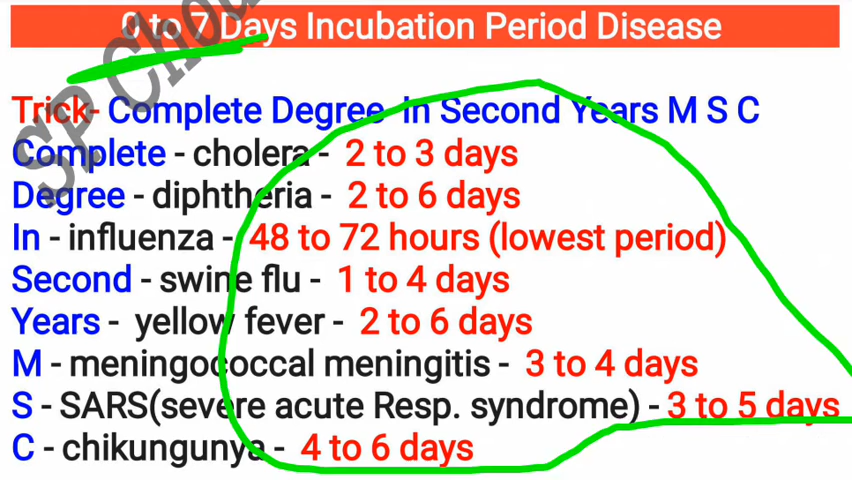 0 to 7 Days Incubation Period Disease
SP Chou
Trick- Complete Degree In Second Years M S C
Complete - cholera - 2 to 3 days
Degree - diphtheria - 2 to 6 days
In - influenza - 48 to 72 hours (lowest period)
Second - swine flu - 1 to 4 days
Years - yellow fever - 2 to 6 days
M - meningococcal meningitis - 3 to 4 days
S - SARS(severe acute Resp. syndrome) - 3 to 5 days
C - chikungunya - 4 to 6 days